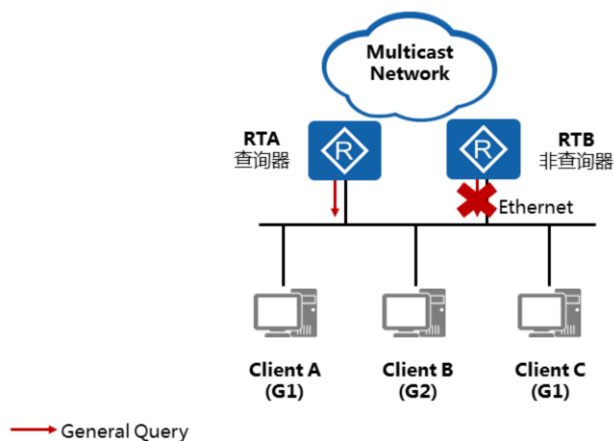 Multicast
Network
RTA
查询器
R
R
RTB
非查询器
Ethernet
Client A
(G1)
Client B
(G2)
Client C
(G1)
General Query